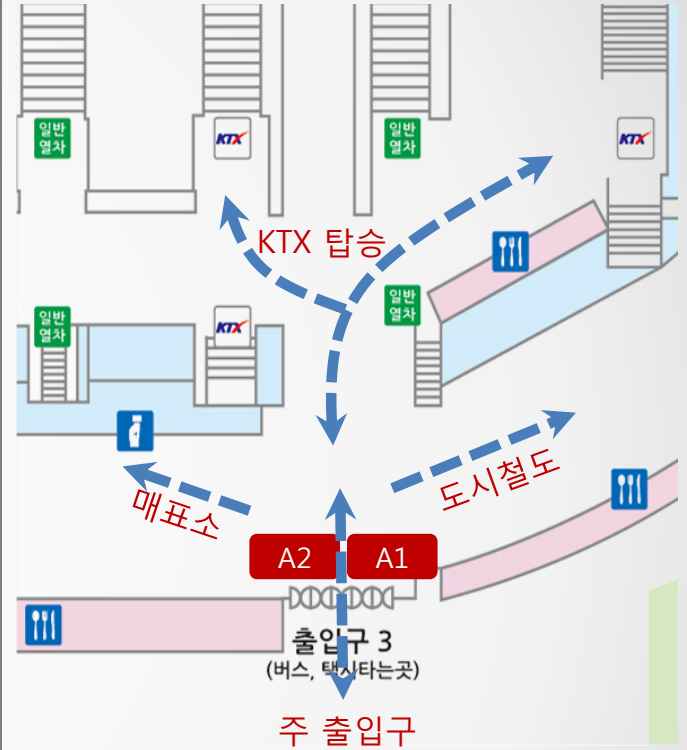 일반
열차
KTX
일반
열차
KTX
KTX 탑승
일반
열차
KTX
일반
열차
도시철도
매표소
A2
A1
출입구 3
(버스, 택시타는곳)
주 출입구